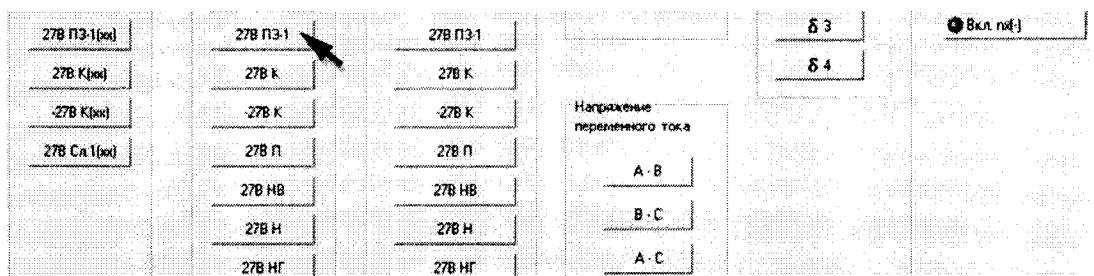 27В ПЗ-1(хх)
27В К(хх)
-27В К(хх)
27В Сл.1(хх)
27В ПЗ-1
27В К
-27В К
27В П
27В НВ
27В Н
27В НГ
27В ПЗ-1
27В К
-27В К
27В П
27В НВ
27В Н
27В НГ
Напряжение
переменного тока
А - В
В - С
А - С
δ 3
δ 4
Вкл. пх(-)